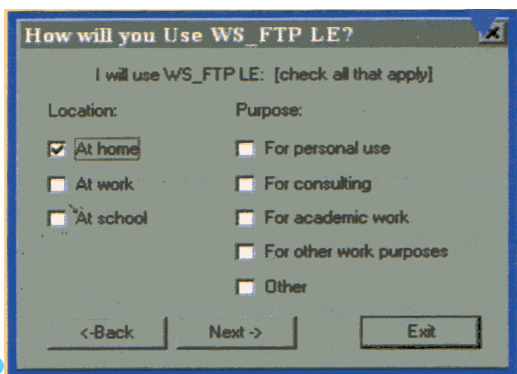 How will you Use WS_FTP LE?
I will use WS_FTP LE: [check all that apply]
Location:
Purpose:
At home
For personal use
At work
For consulting
At school
For academic work
For other work purposes
Other
<-Back
Next ->
Exit